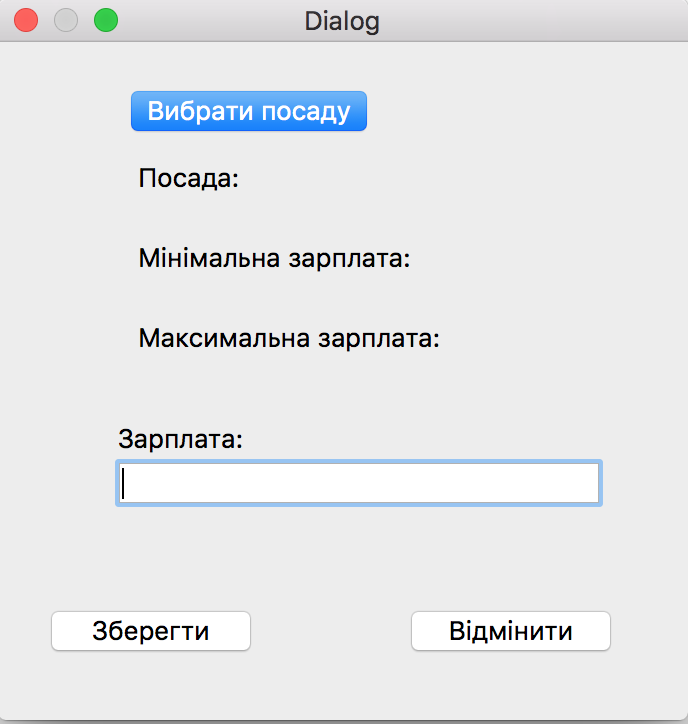 Dialog
Вибрати посаду
Посада:
Мінімальна зарплата:
Максимальна зарплата:
Зарплата:
Зберегти
Відмінити